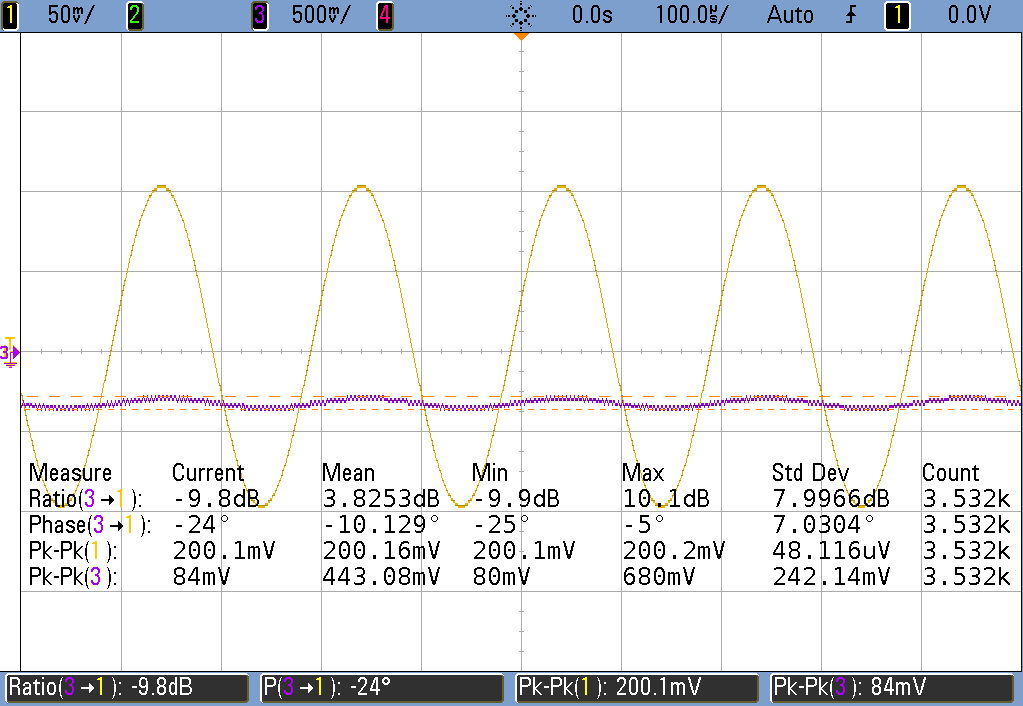 1 50mV/ 2 3 500mV/ 4 0.0s 100.0us/ Auto 1 0.0V
3
Measure Current Mean Min Max Std Dev Count
Ratio(3→1): -9.8dB 3.8253dB -9.9dB 10.1dB 7.9966dB 3.532k
Phase(3→1): -24° -10.129° -25° -5° 7.0304° 3.532k
Pk-Pk(1): 200.1mV 200.16mV 200.1mV 200.2mV 48.116uV 3.532k
Pk-Pk(3): 84mV 443.08mV 80mV 680mV 242.14mV 3.532k
Ratio(3→1): -9.8dB P(3→1): -24° Pk-Pk(1): 200.1mV Pk-Pk(3): 84mV